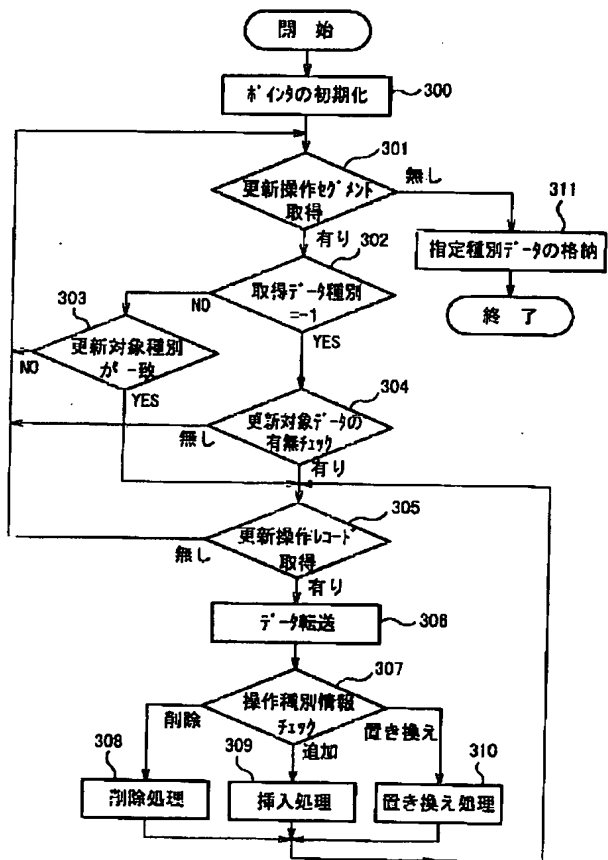 開 始
ポインタの初期化
300
301
更新操作セグメント
取得
無し
有り
311
指定種別データの格納
終 了
302
取得データ種別
=-1
NO
YES
303
更新対象種別
が一致
NO
YES
304
更新対象データの
有無チェック
無し
有り
305
更新操作レコード
取得
無し
有り
データ転送
306
307
操作種別情報
チェック
削除
追加
置き換え
308
削除処理
309
挿入処理
310
置き換え処理